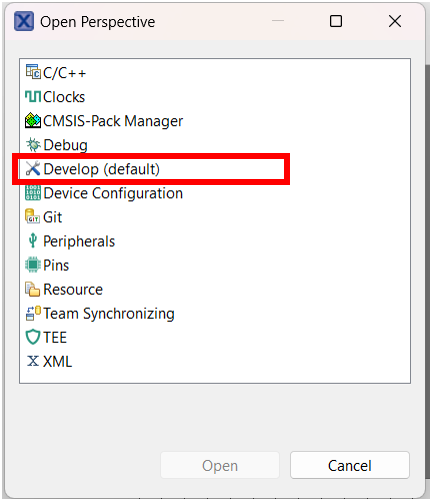 Open Perspective
C/C++
Clocks
CMSIS-Pack Manager
Debug
Develop (default)
Device Configuration
Git
Peripherals
Pins
Resource
Team Synchronizing
TEE
XML
Open
Cancel